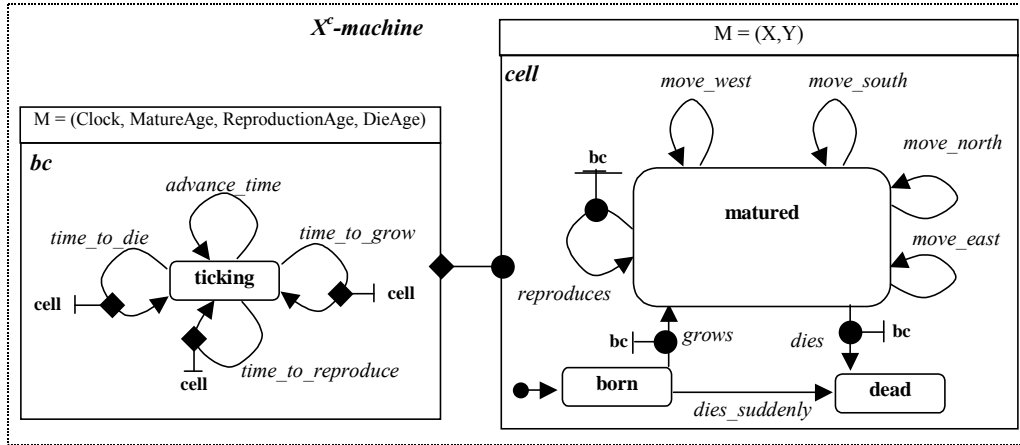 Xc-machine
M = (X,Y)
cell
move_west
move_south
move_north
bc
matured
move_east
reproduces
bc
grows
dies
bc
born
dead
dies_suddenly
M = (Clock, MatureAge, ReproductionAge, DieAge)
bc
advance_time
time_to_die
time_to_grow
ticking
cell
cell
time_to_reproduce
cell